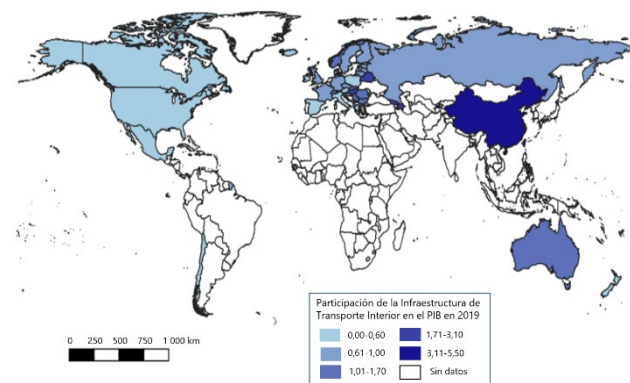 Participación de la Infraestructura de
Transporte Interior en el PIB en 2019
0,00-0,60 1,71-3,10
0,61-1,00 3,11-5,50
1,01-1,70 Sin datos
0 250 500 750 1 000 km